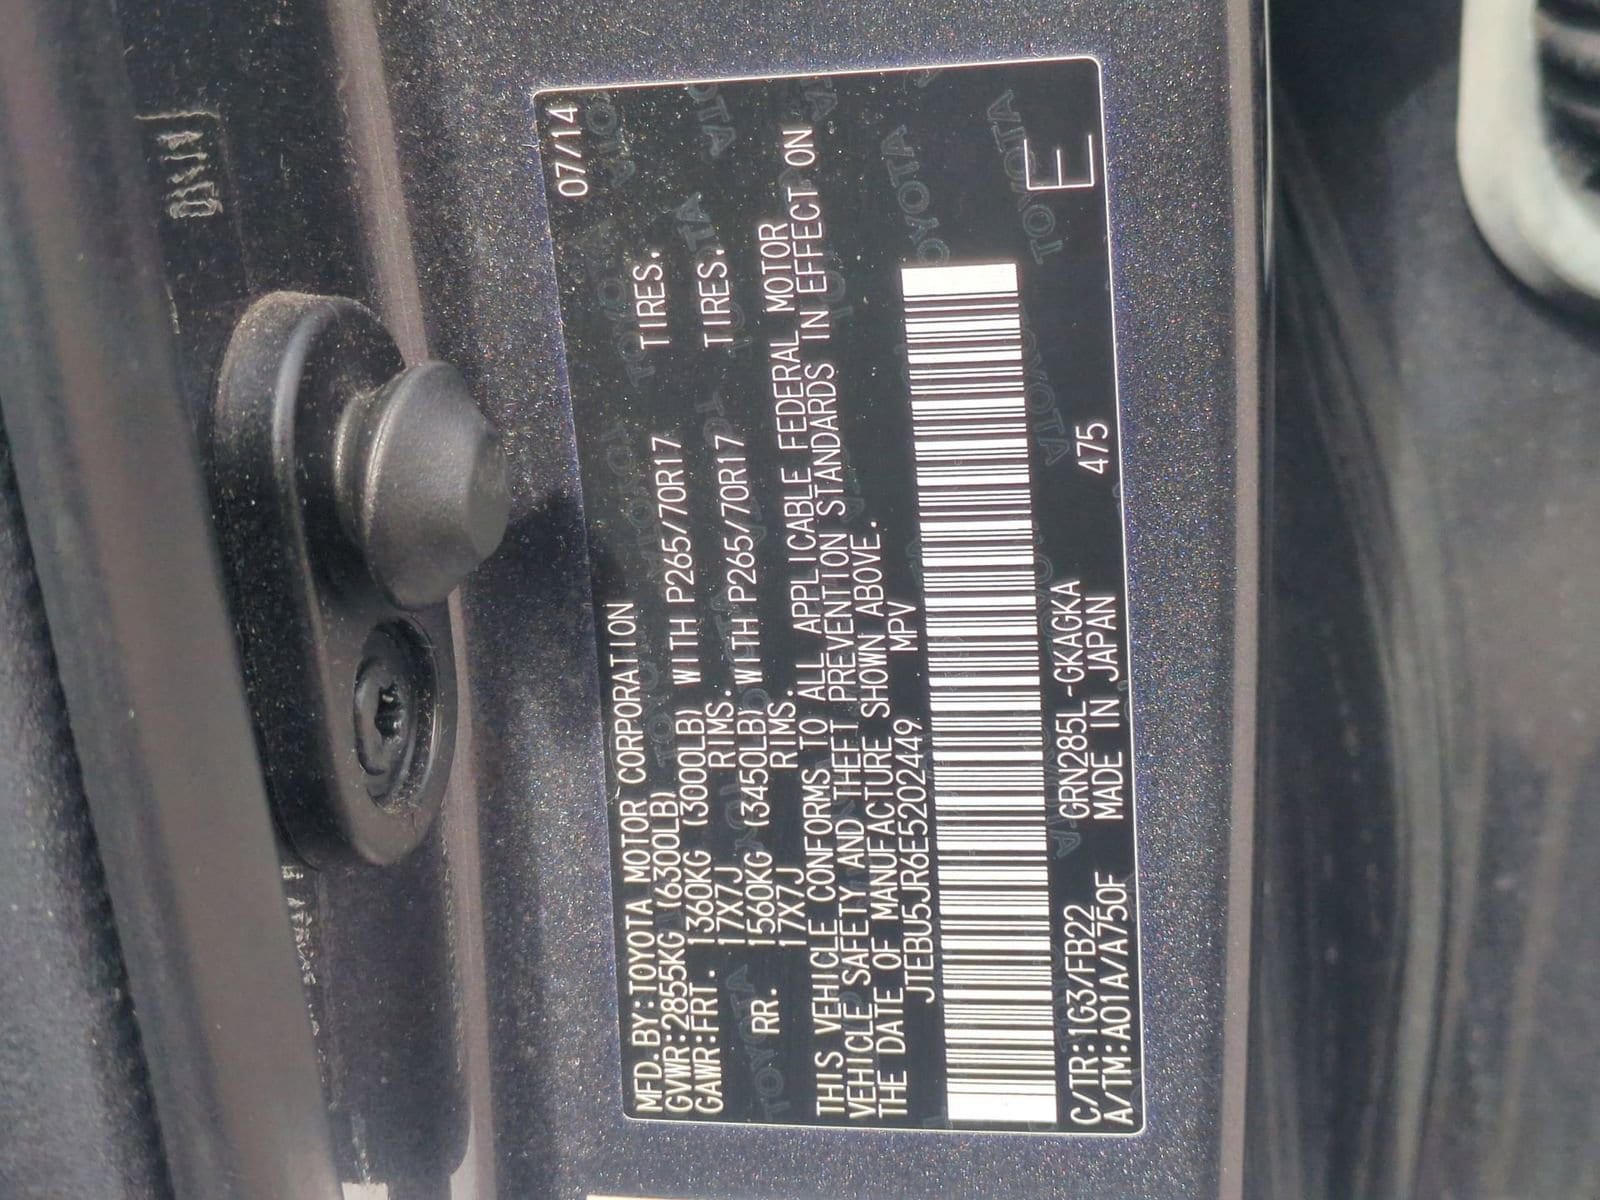 MFD.BY:TOYOTA MOTOR CORPORATION 07/14
GVWR:2855KG (6300LB)
GAWR:FRT. 1360KG (3000LB) WITH P265/70R17 TIRES.
17X7J RIMS.
RR. 1560KG (3450LB) WITH P265/70R17 TIRES.
17X7J RIMS.
THIS VEHICLE CONFORMS TO ALL APPLICABLE FEDERAL MOTOR
VEHICLE SAFETY AND THEFT PREVENTION STANDARDS IN EFFECT ON
THE DATE OF MANUFACTURE SHOWN ABOVE.
JTEBU5JR6E5202449 MPV
C/TR:1G3/FB22 GRN285L-GKAGKA 475
A/TM:A01A/A750F MADE IN JAPAN
E
TOYOTA